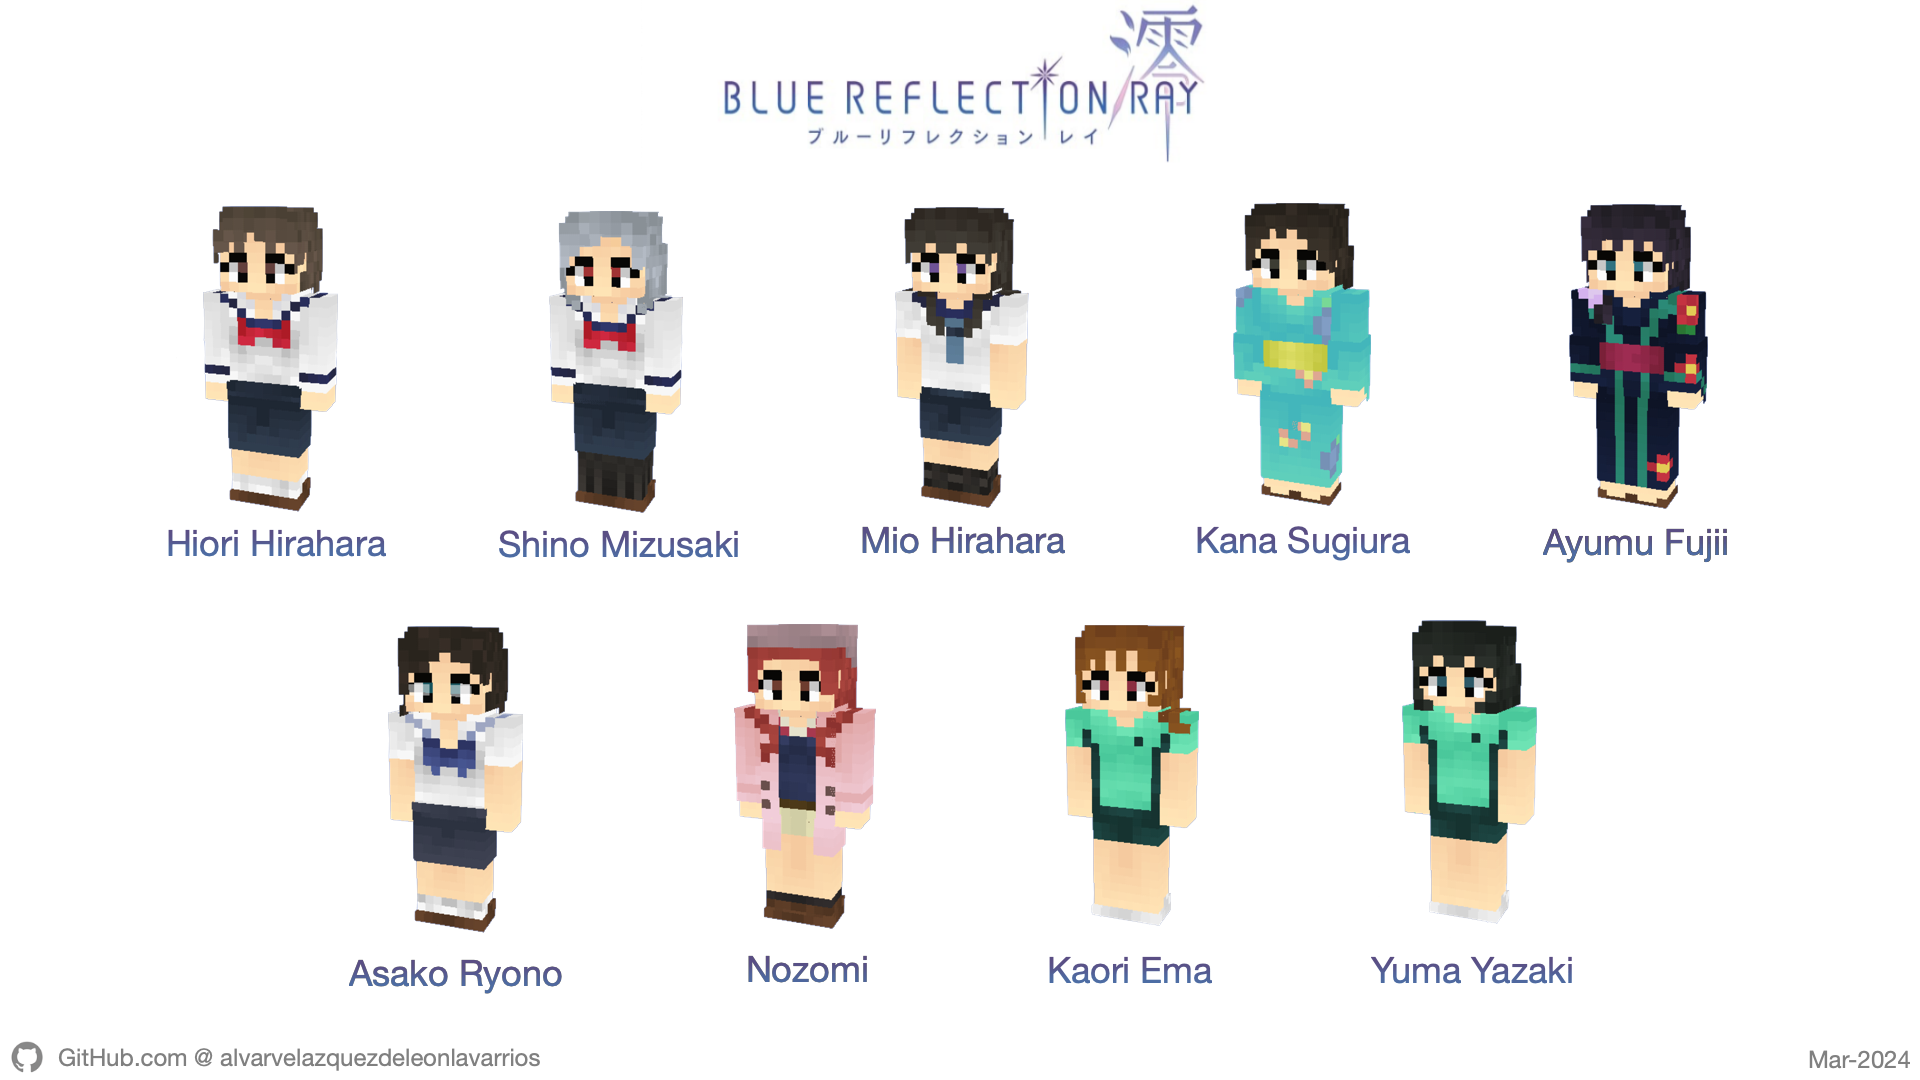 澪
BLUE REFLECTION RAY
ブルーリフレクション レイ
Hiori Hirahara
Shino Mizusaki
Mio Hirahara
Kana Sugiura
Ayumu Fujii
Asako Ryono
Nozomi
Kaori Ema
Yuma Yazaki
GitHub.com @ alvarvelazquezdeleonlavarrios
Mar-2024